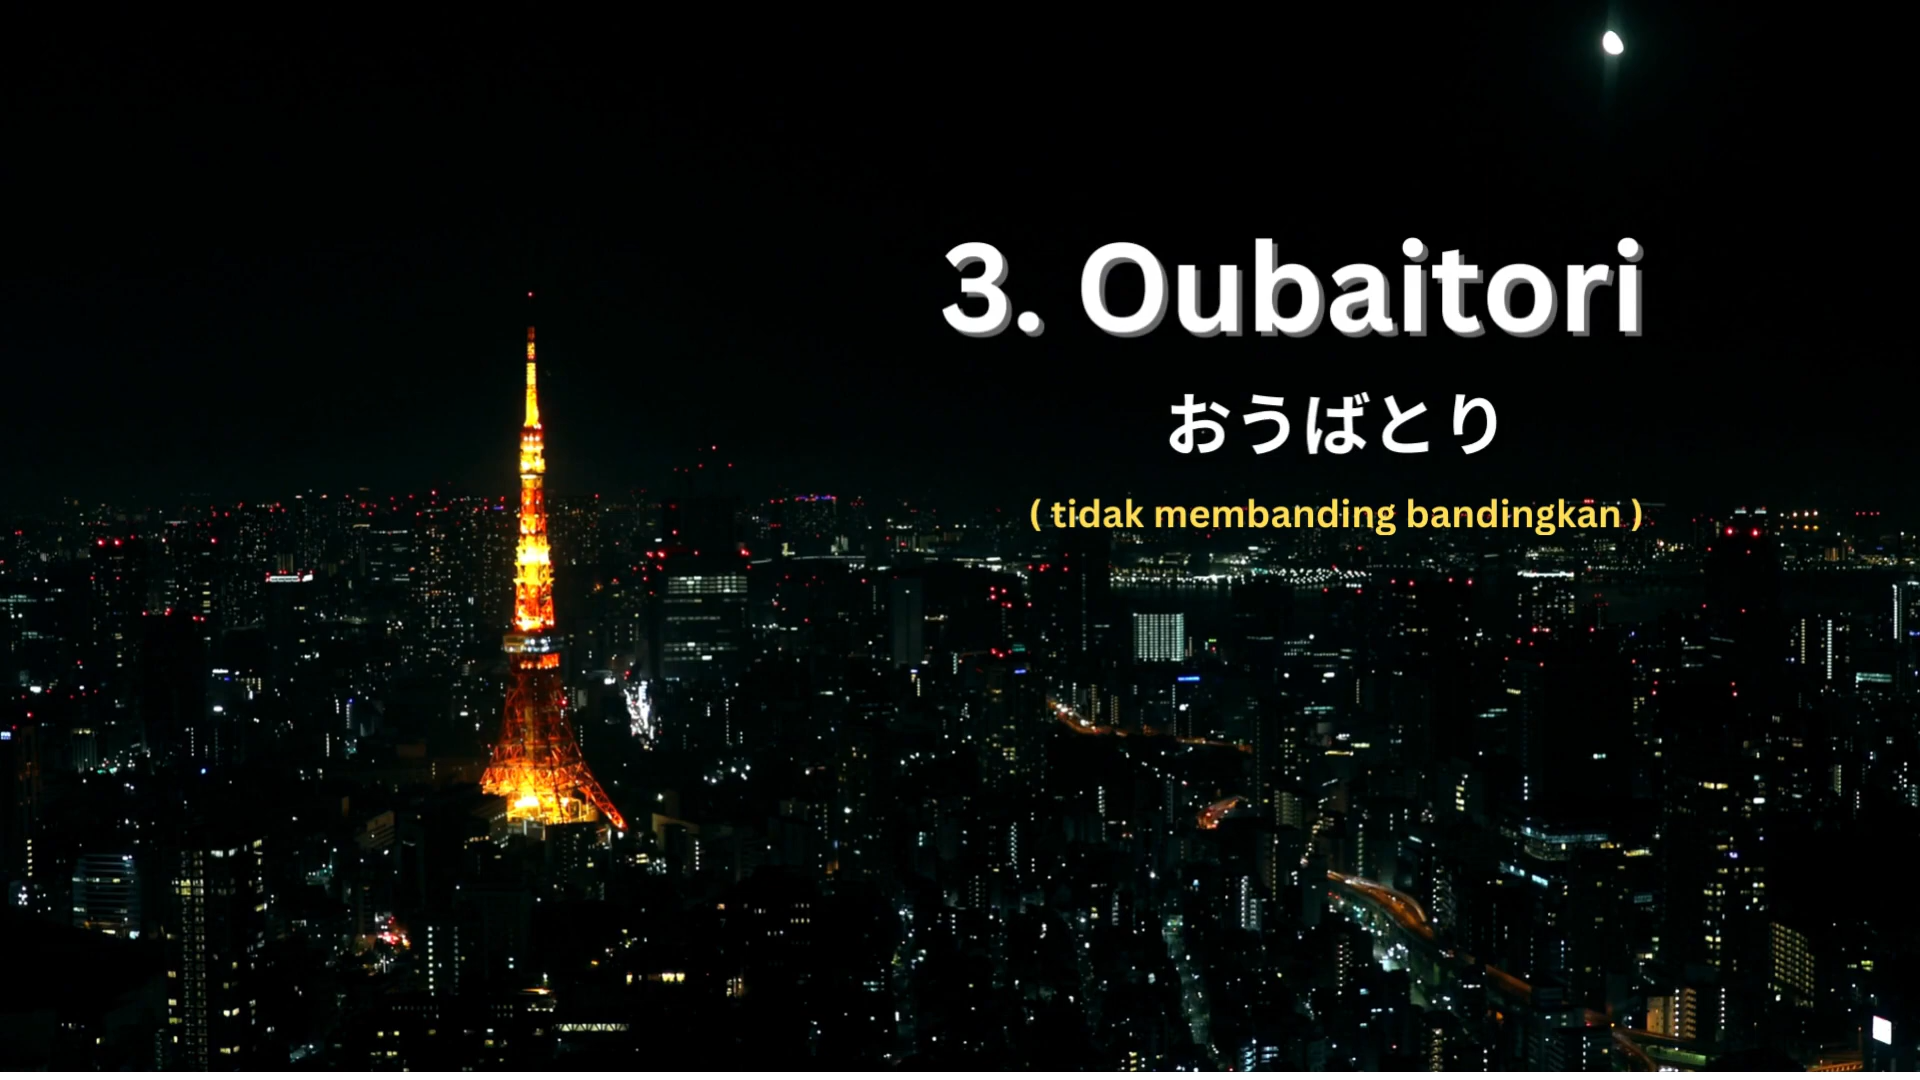 3. Oubaitori
おうばとり
( tidak membanding bandingkan )